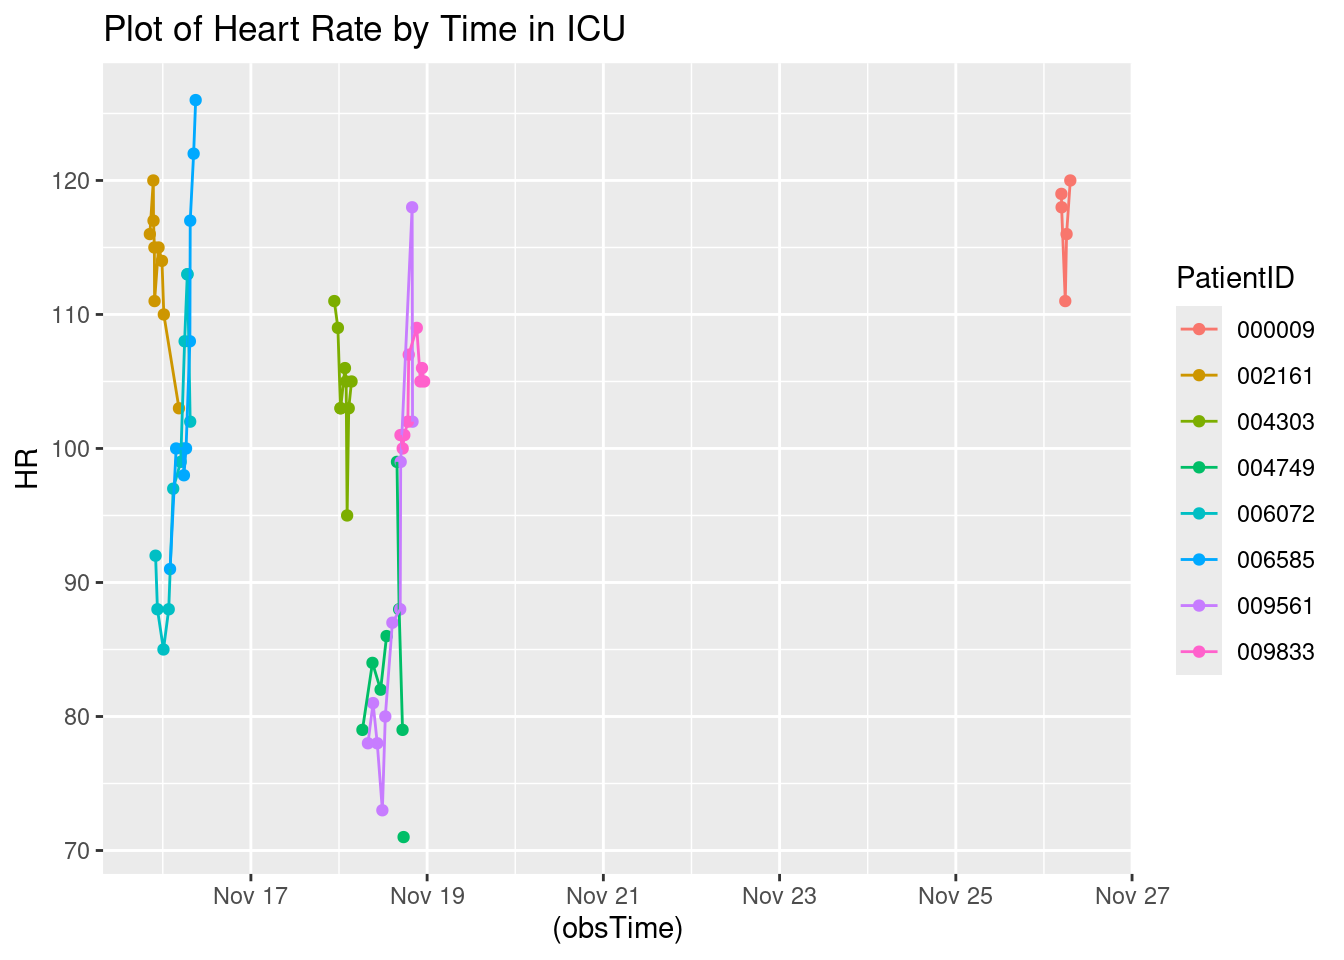 Plot of Heart Rate by Time in ICU
HR
120
110
100
90
80
70
Nov 17
Nov 19
Nov 21
Nov 23
Nov 25
Nov 27
(obsTime)
PatientID
000009
002161
004303
004749
006072
006585
009561
009833